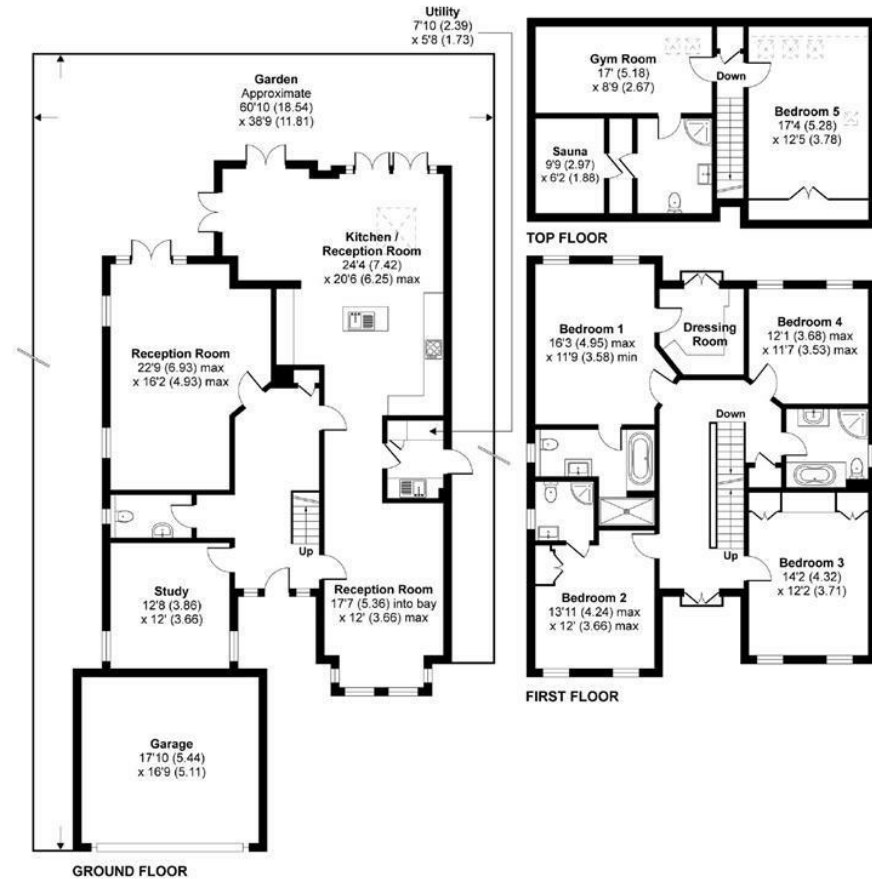 Utility
7'10 (2.39)
x 5'8 (1.73)
Garden
Approximate
60'10 (18.54)
x 38'9 (11.81)
Kitchen /
Reception Room
24'4 (7.42)
x 20'6 (6.25) max
Reception Room
22'9 (6.93) max
x 16'2 (4.93) max
Up
Study
12'8 (3.86)
x 12' (3.66)
Reception Room
17'7 (5.36) into bay
x 12' (3.66) max
Garage
17'10 (5.44)
x 16'9 (5.11)
GROUND FLOOR
Gym Room
17' (5.18)
x 8'9 (2.67)
Down
Bedroom 5
17'4 (5.28)
x 12'5 (3.78)
Sauna
9'9 (2.97)
x 6'2 (1.88)
TOP FLOOR
Bedroom 1
16'3 (4.95) max
x 11'9 (3.58) min
Dressing
Room
Bedroom 4
12'1 (3.68) max
x 11'7 (3.53) max
Down
Up
Bedroom 2
13'11 (4.24) max
x 12' (3.66) max
Bedroom 3
14'2 (4.32)
x 12'2 (3.71)
FIRST FLOOR